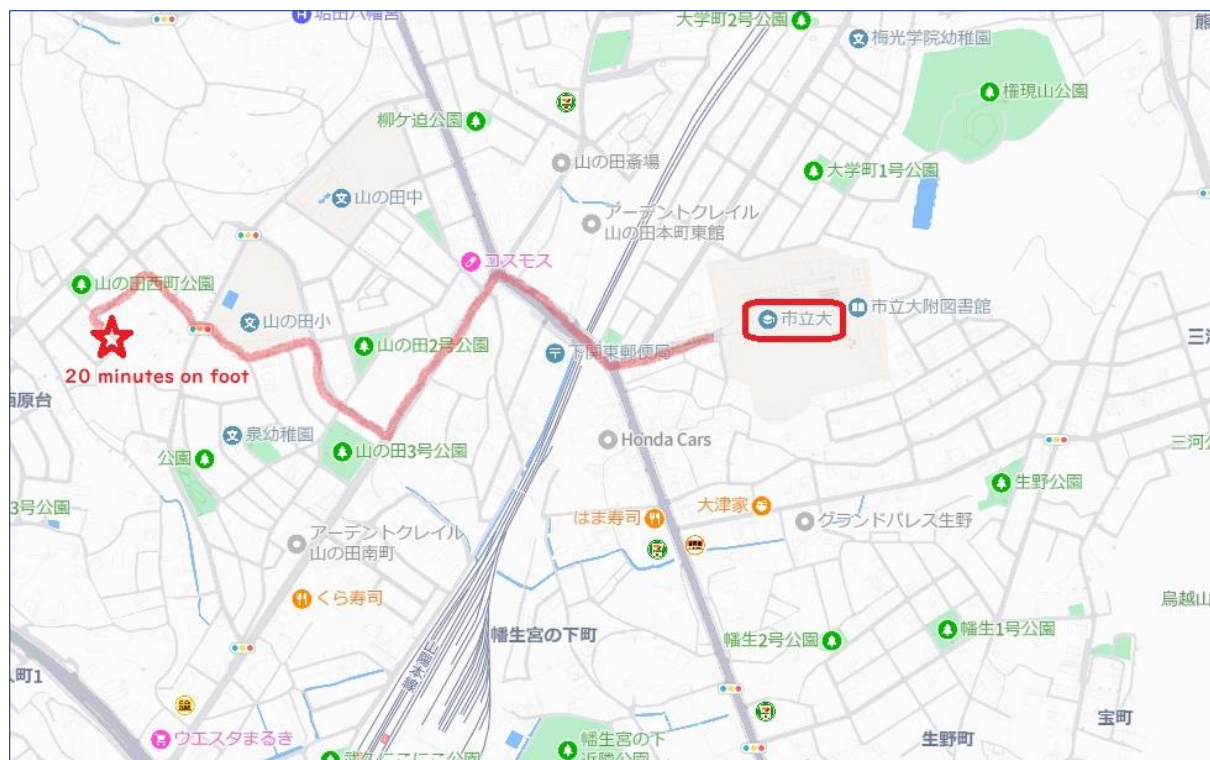 大学町2号公園
梅光学院幼稚園
権現山公園
柳ケ迫公園
山の田斎場
大学町1号公園
山の田中
アーデントクレイル
山の田本町東館
コスモス
山の田西町公園
市立大
市立大附図書館
山の田小
山の田2号公園
下関東郵便局
20 minutes on foot
泉幼稚園
公園
山の田3号公園
Honda Cars
生野公園
3号公園
はま寿司
大津家
グランドパレス生野
アーデントクレイル
山の田南町
くら寿司
幡生宮の下町
山陽本線
幡生2号公園
幡生1号公園
鳥越山
宝町
ウエスタまるき
幡生宮の下
生野町